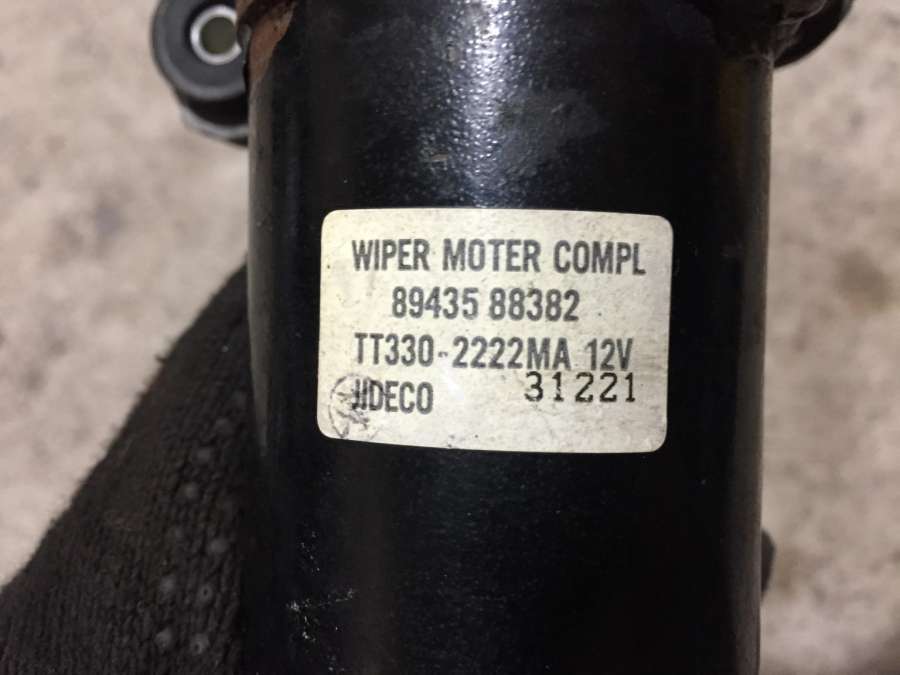 WIPER MOTER COMPL
89435 88382
TT330-2222MA 12V
JIDECO 31221